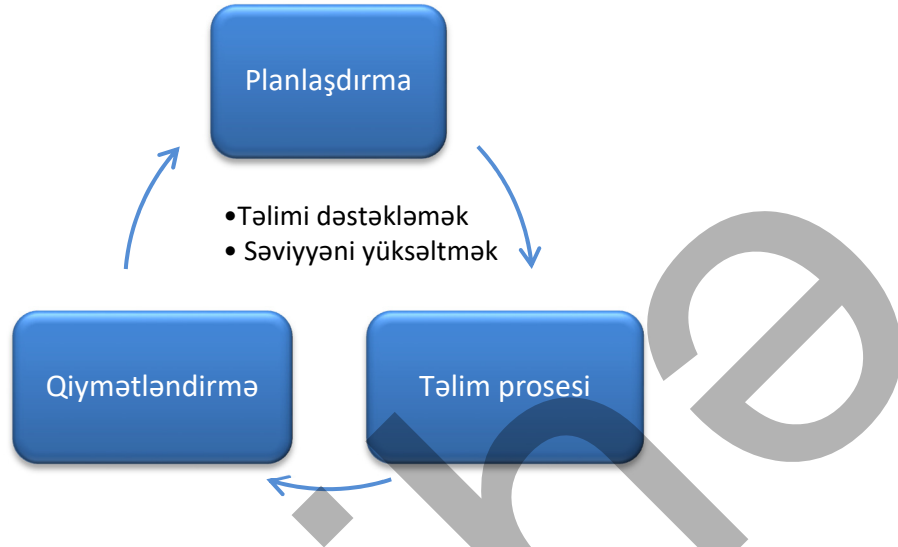 Planlaşdırma
•Təlimi dəstəkləmək
• Səviyyəni yüksəltmək
Qiymətləndirmə
Təlim prosesi